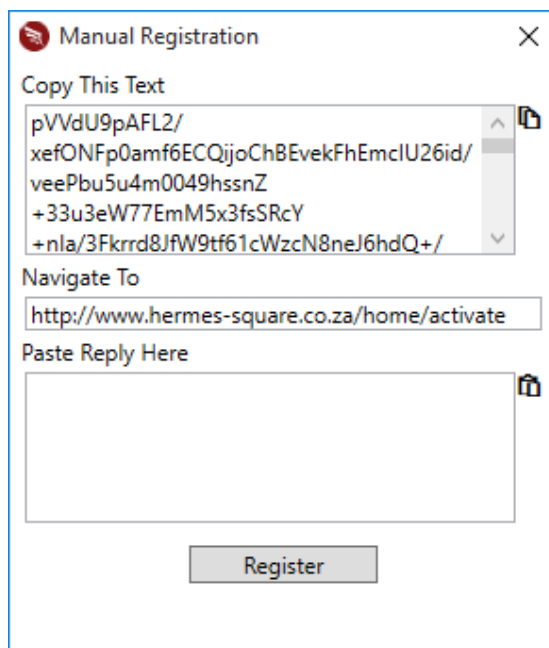 Manual Registration
Copy This Text
pVVdU9pAFL2/
xefONFp0amf6ECQijoChBEvekFhEmcIU26id/
veePbu5u4m0049hssnZ
+33u3eW77EmM5x3fsSRcY
+nla/3Fkrrd8JfW9tf61cWzcN8neJ6hdQ+/
Navigate To
http://www.hermes-square.co.za/home/activate
Paste Reply Here
Register